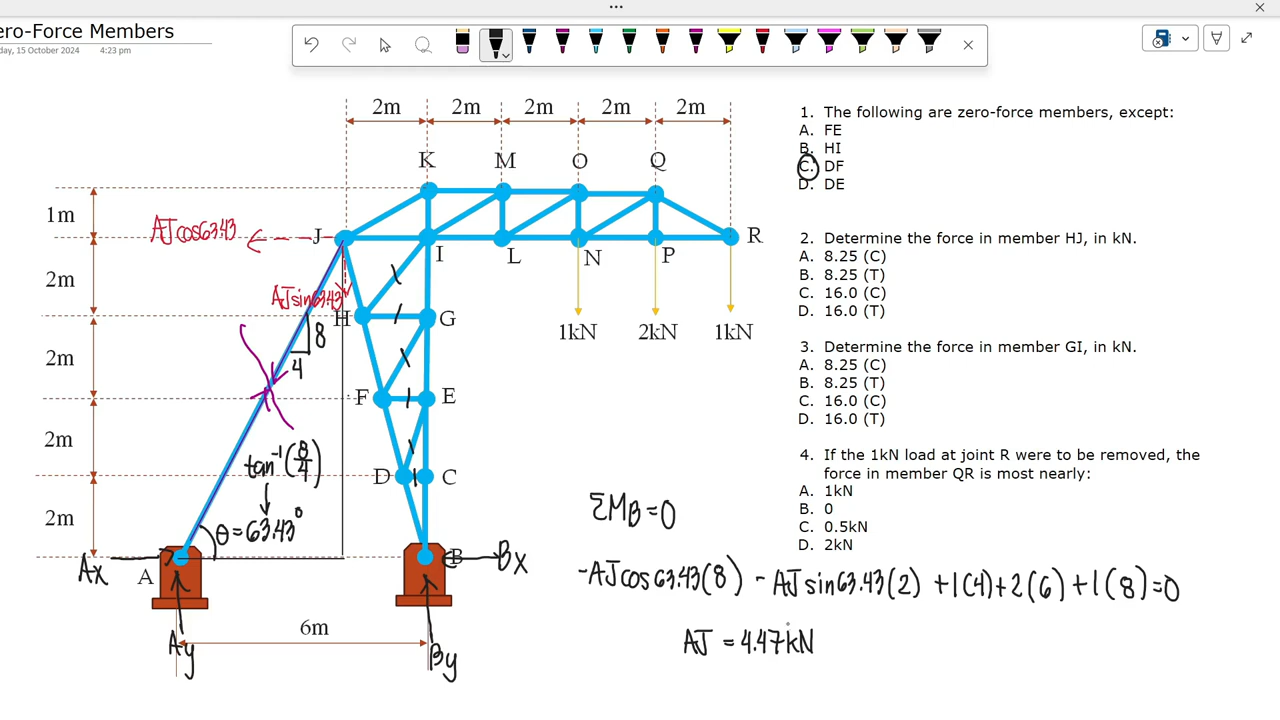 ero-Force Members
day, 15 October 2024 4:23 pm
2m 2m 2m 2m 2m
K M O Q
1m
2m
2m
2m
2m
J I L N P R
H G
F E
D C
A B
AJcos63.43
AJsin63.43
8
4
tan⁻¹(8/4)
θ = 63.43°
1kN 2kN 1kN
Ax
Ay
Bx
By
6m
1. The following are zero-force members, except:
A. FE
B. HI
C. DF
D. DE
2. Determine the force in member HJ, in kN.
A. 8.25 (C)
B. 8.25 (T)
C. 16.0 (C)
D. 16.0 (T)
3. Determine the force in member GI, in kN.
A. 8.25 (C)
B. 8.25 (T)
C. 16.0 (C)
D. 16.0 (T)
4. If the 1kN load at joint R were to be removed, the
force in member QR is most nearly:
A. 1kN
B. 0
C. 0.5kN
D. 2kN
ΣMB = 0
-AJcos63.43(8) - AJsin63.43(2) + 1(4) + 2(6) + 1(8) = 0
AJ = 4.47kN